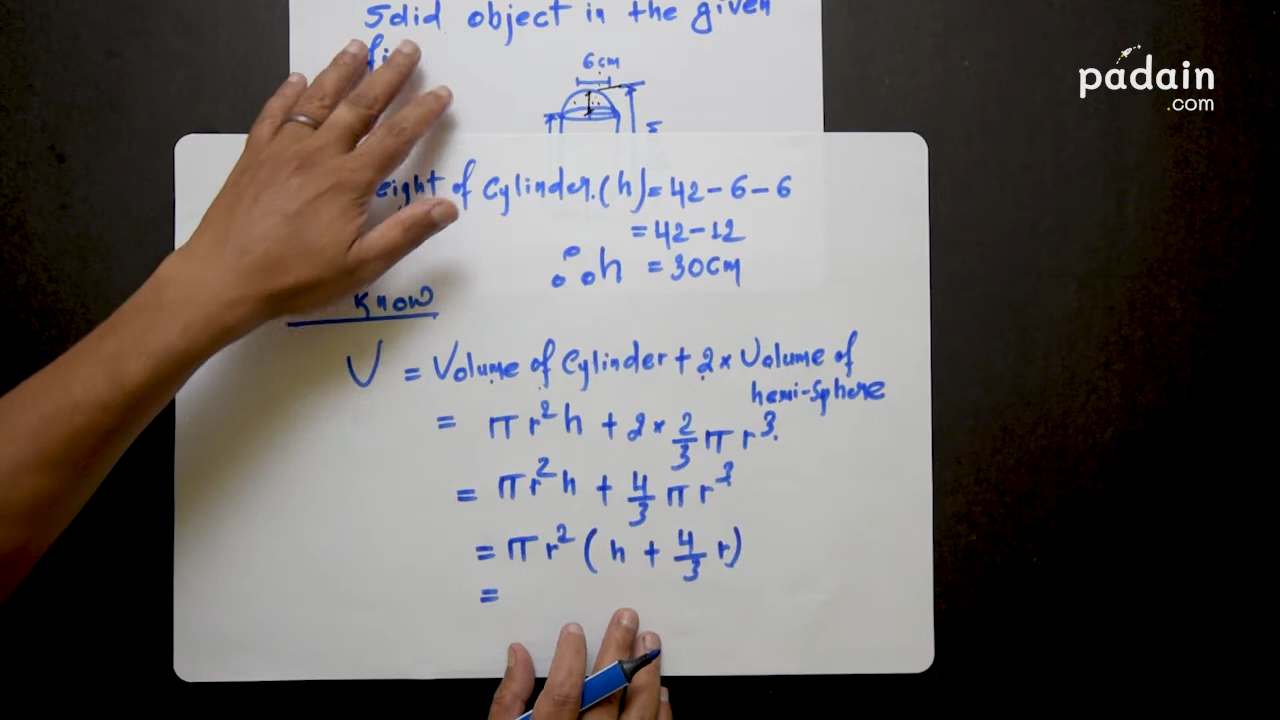 Solid object in the given
6cm
padain
.com
eight of Cylinder.(h) = 42 - 6 - 6
= 42 - 12
∴ h = 30cm
Know
V = Volume of Cylinder + 2 × Volume of
hemi-Sphere
= πr²h + 2 × 2/3 πr³.
= πr²h + 4/3 πr³
= πr² (h + 4/3 r)
=